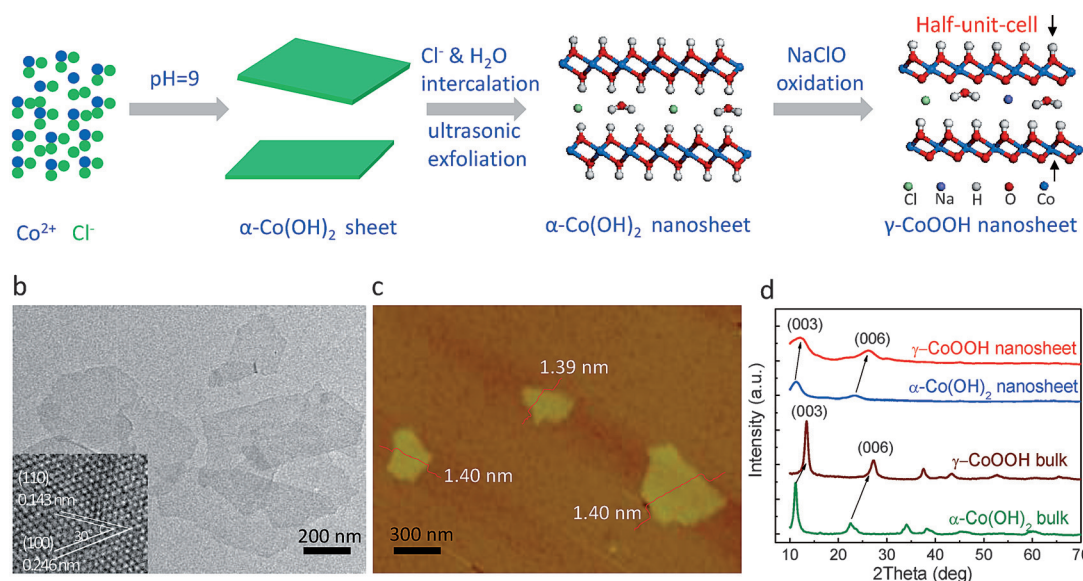 Half-unit-cell
pH=9
Cl⁻ & H₂O
intercalation
ultrasonic
exfoliation
NaClO
oxidation
Cl Na H O Co
Co²⁺ Cl⁻
α-Co(OH)₂ sheet
α-Co(OH)₂ nanosheet
γ-CoOOH nanosheet
b
(110)
0.143 nm
30°
(100)
0.246 nm
200 nm
c
1.39 nm
1.40 nm
1.40 nm
300 nm
d
(003)
(006)
γ-CoOOH nanosheet
α-Co(OH)₂ nanosheet
(003)
(006)
γ-CoOOH bulk
α-Co(OH)₂ bulk
Intensity (a.u.)
10 20 30 40 50 60 70
2Theta (deg)